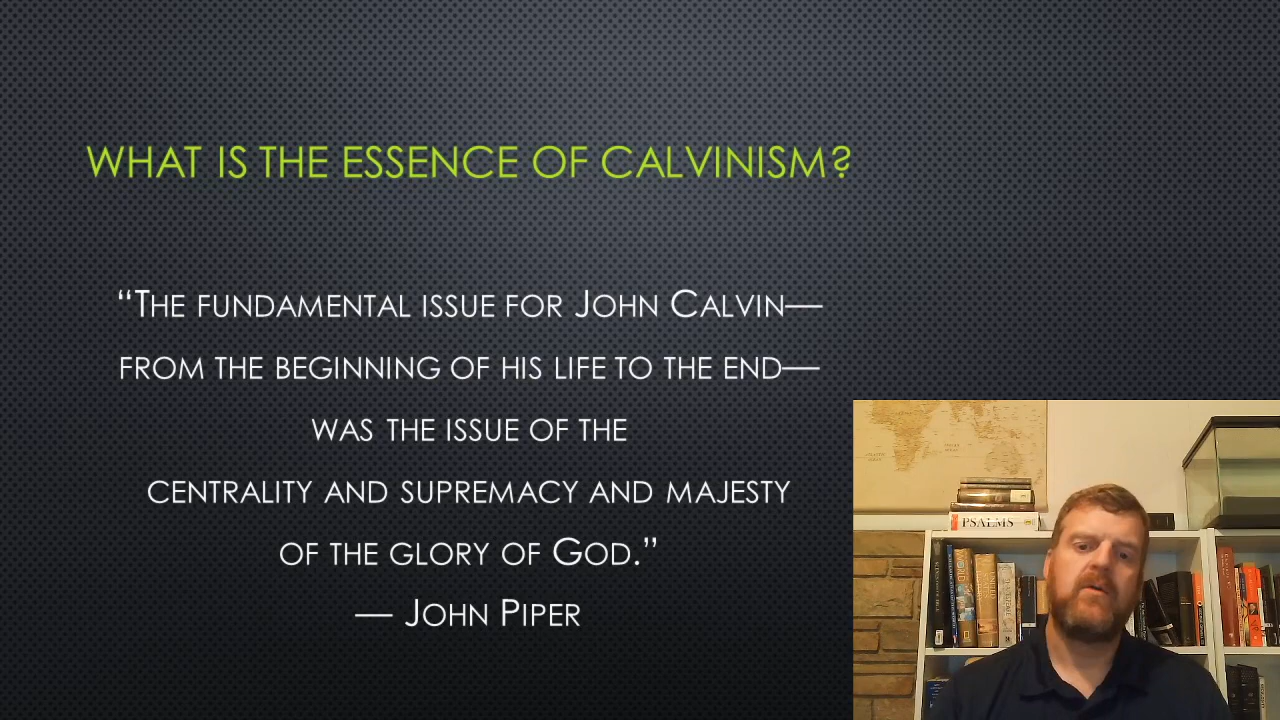 WHAT IS THE ESSENCE OF CALVINISM?
“THE FUNDAMENTAL ISSUE FOR JOHN CALVIN—
FROM THE BEGINNING OF HIS LIFE TO THE END—
WAS THE ISSUE OF THE
CENTRALITY AND SUPREMACY AND MAJESTY
OF THE GLORY OF GOD.”
— JOHN PIPER
PSALMS
WORLD